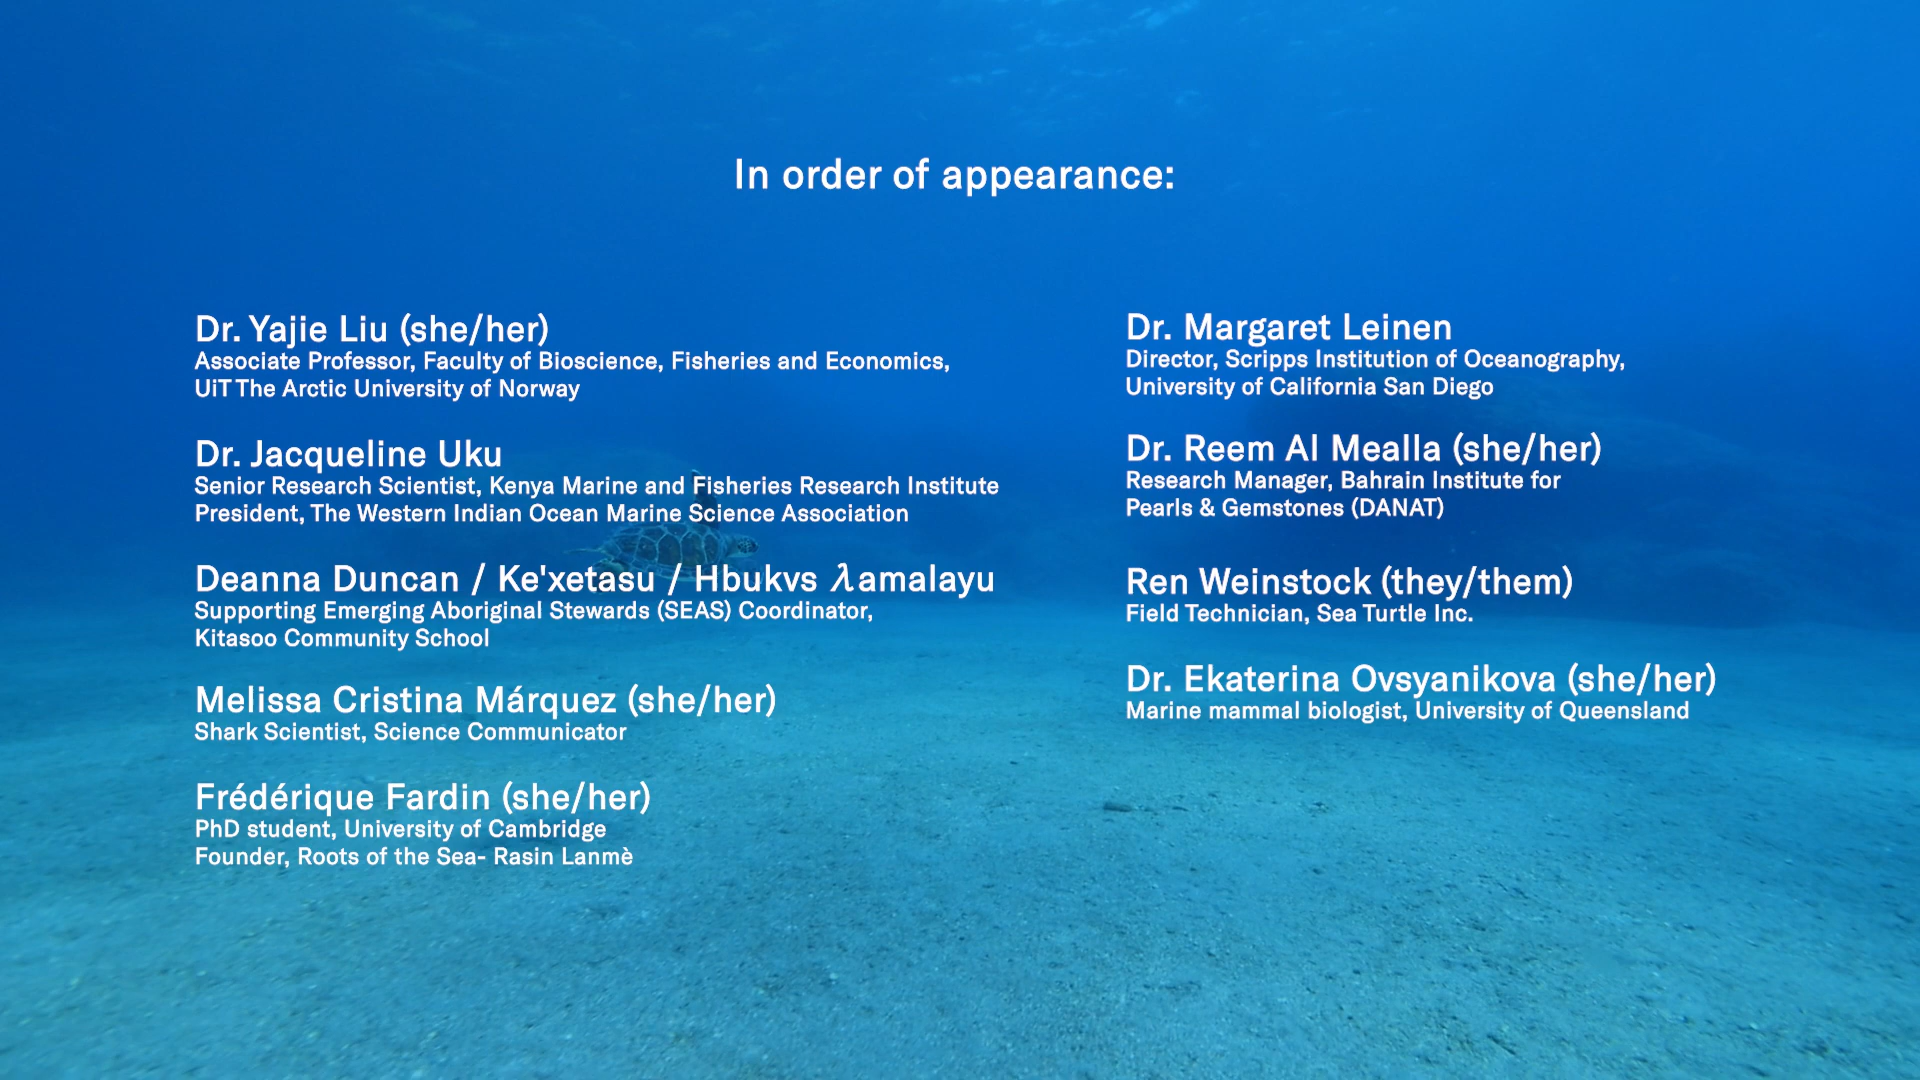 In order of appearance:
Dr. Yajie Liu (she/her)
Associate Professor, Faculty of Bioscience, Fisheries and Economics,
UiT The Arctic University of Norway
Dr. Jacqueline Uku
Senior Research Scientist, Kenya Marine and Fisheries Research Institute
President, The Western Indian Ocean Marine Science Association
Deanna Duncan / Ke'xetasu / Hbukvs λamalayu
Supporting Emerging Aboriginal Stewards (SEAS) Coordinator,
Kitasoo Community School
Melissa Cristina Márquez (she/her)
Shark Scientist, Science Communicator
Frédérique Fardin (she/her)
PhD student, University of Cambridge
Founder, Roots of the Sea- Rasin Lanmè
Dr. Margaret Leinen
Director, Scripps Institution of Oceanography,
University of California San Diego
Dr. Reem Al Mealla (she/her)
Research Manager, Bahrain Institute for
Pearls & Gemstones (DANAT)
Ren Weinstock (they/them)
Field Technician, Sea Turtle Inc.
Dr. Ekaterina Ovsyanikova (she/her)
Marine mammal biologist, University of Queensland